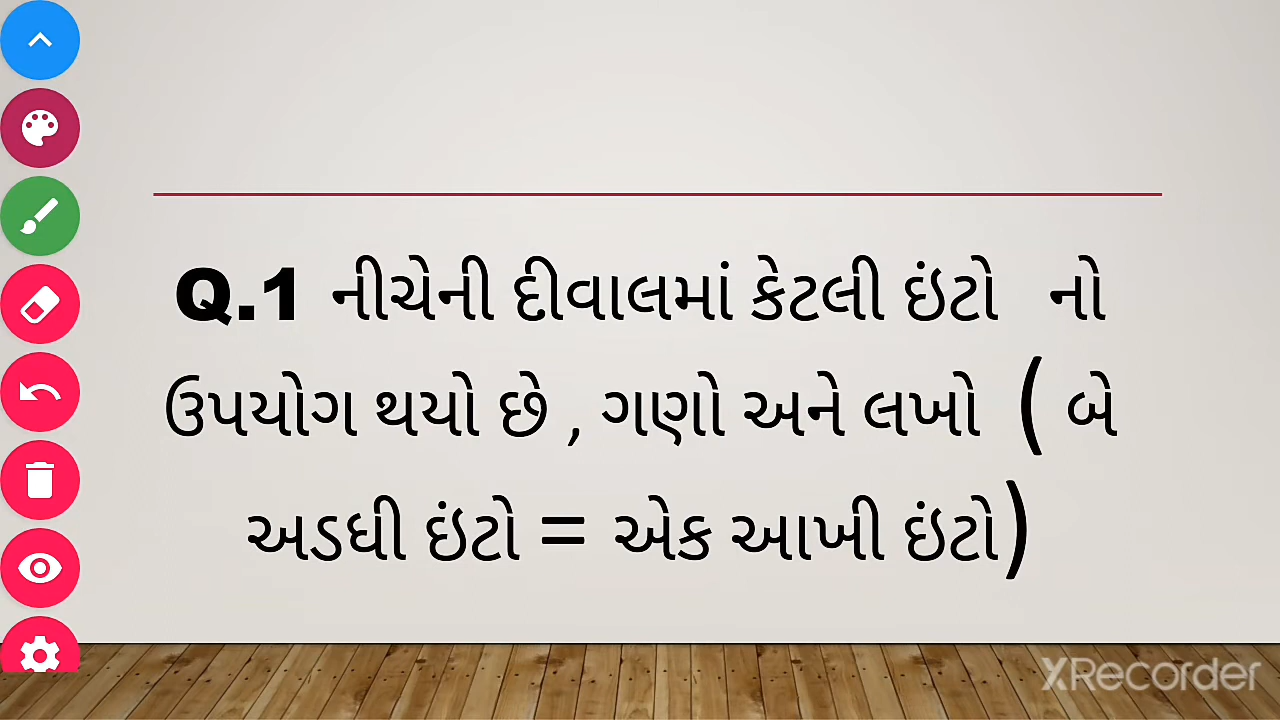 Q.1 નીચેની દીવાલમાં કેટલી ઇંટો નો
ઉપયોગ થયો છે , ગણો અને લખો ( બે
અડધી ઇંટો = એક આખી ઇંટો)
XRecorder